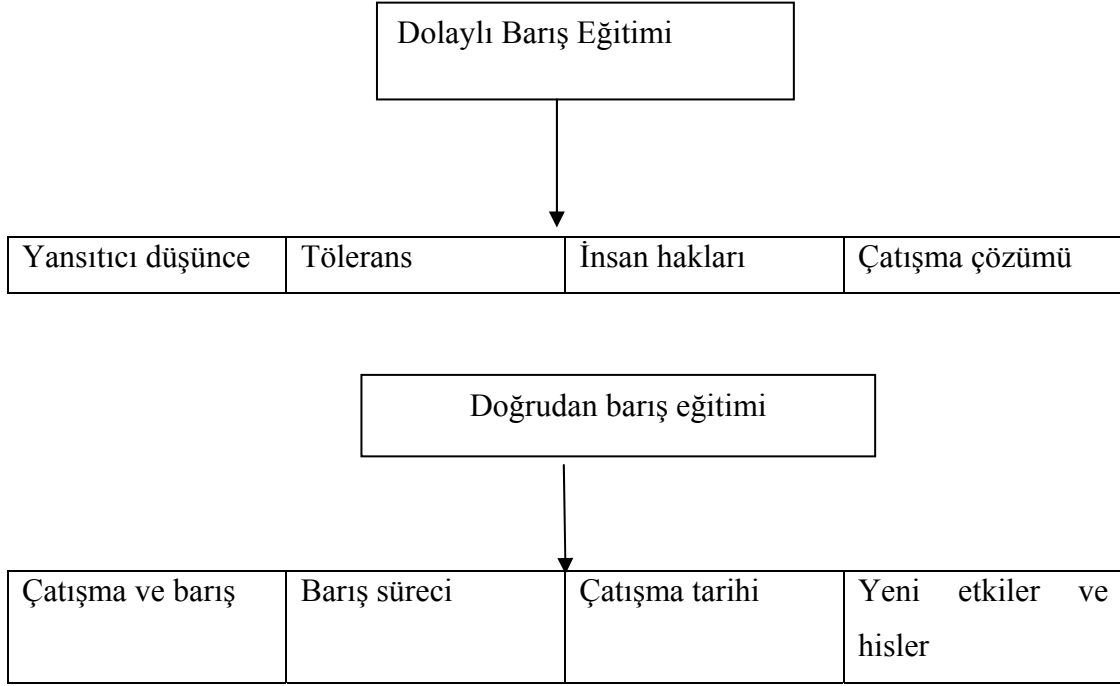 Dolaylı Barış Eğitimi
Yansıtıcı düşünce Tölerans İnsan hakları Çatışma çözümü
Doğrudan barış eğitimi
Çatışma ve barış Barış süreci Çatışma tarihi Yeni etkiler ve
hisler